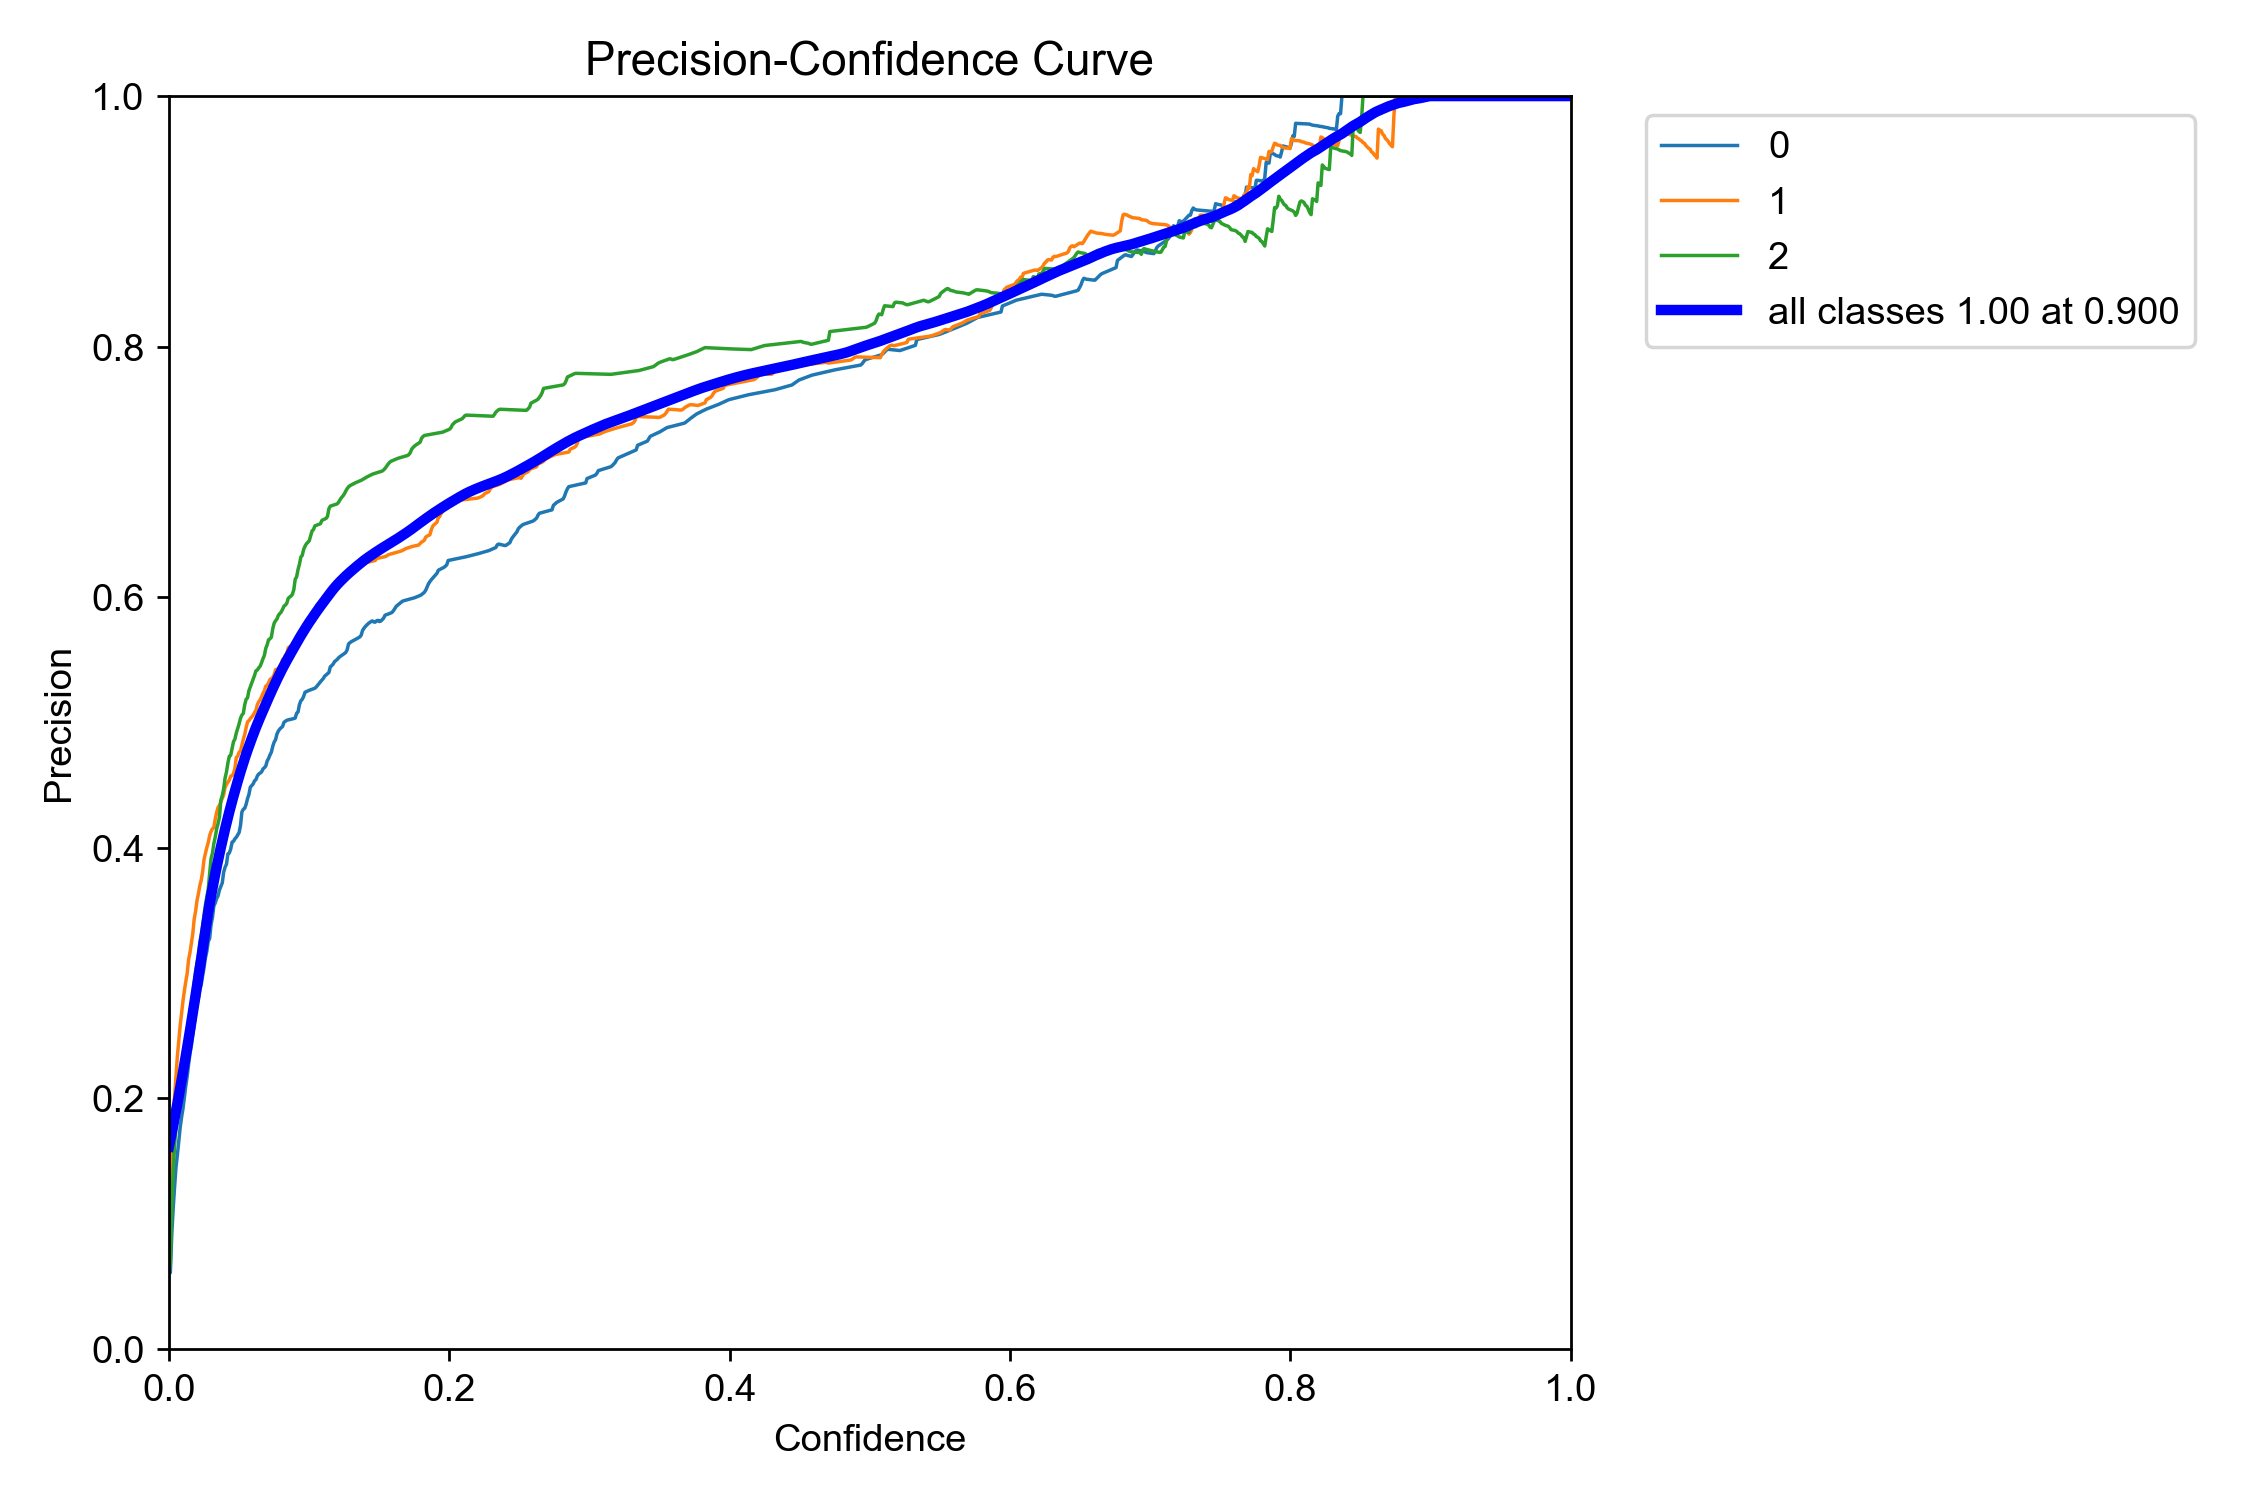 Precision-Confidence Curve
1.0
0.8
0.6
0.4
0.2
0.0
Precision
0.0 0.2 0.4 0.6 0.8 1.0
Confidence
0
1
2
all classes 1.00 at 0.900